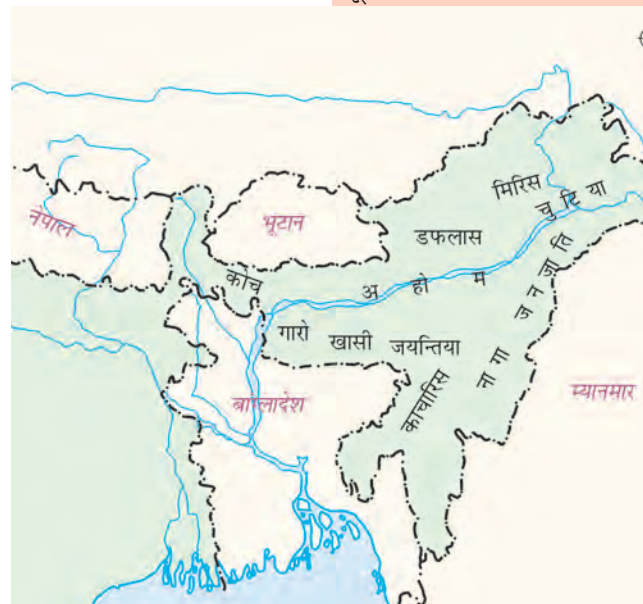 मिरिस
चुटिया
नेपाल
भूटान
डफलास
कोच
अहोम
नागा जनजाति
गारो
खासी
जयन्तिया
काचारिस
बांग्लादेश
म्यानमार